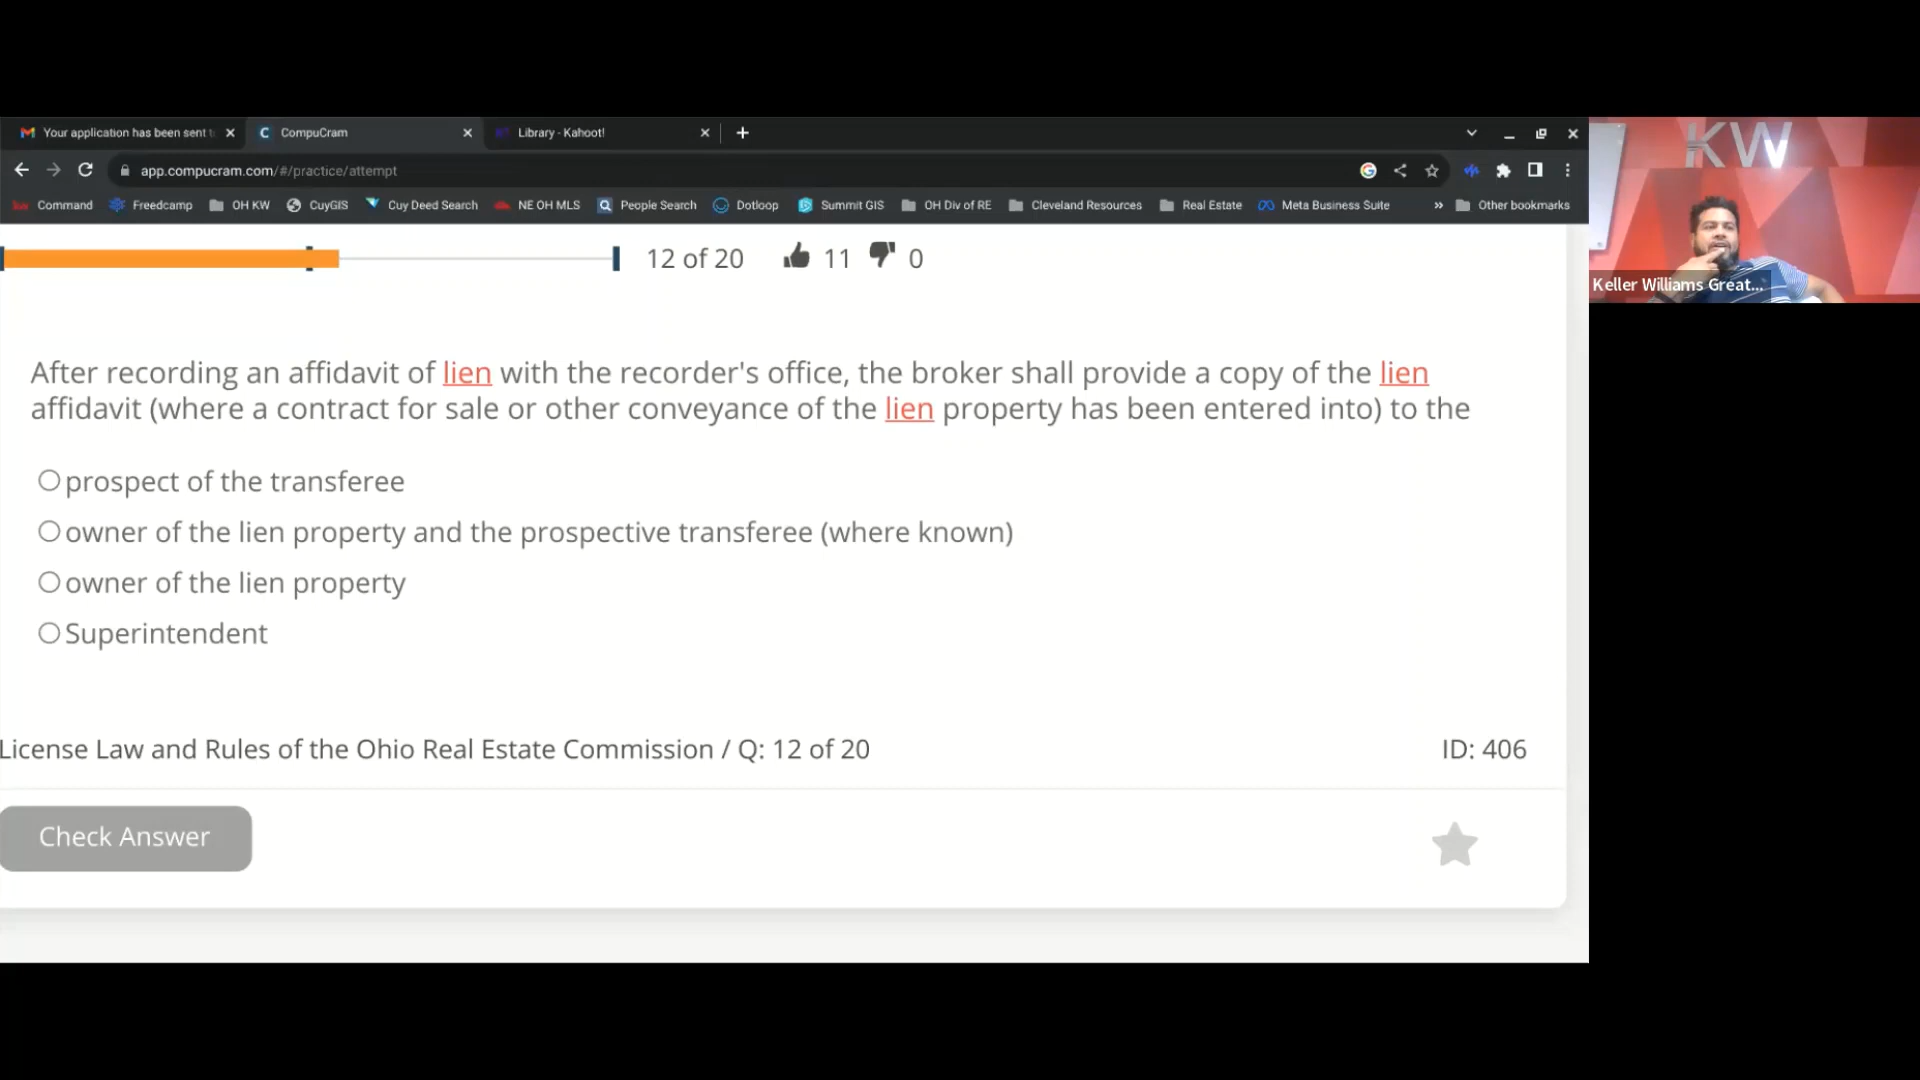 Your application has been sent t
CompuCram
Library - Kahoot!
app.compucram.com/#/practice/attempt
Command
Freedcamp
OH KW
CuyGIS
Cuy Deed Search
NE OH MLS
People Search
Dotloop
Summit GIS
OH Div of RE
Cleveland Resources
Real Estate
Meta Business Suite
»
Other bookmarks
KW
Keller Williams Great...
12 of 20
11
0
After recording an affidavit of lien with the recorder's office, the broker shall provide a copy of the lien
affidavit (where a contract for sale or other conveyance of the lien property has been entered into) to the
prospect of the transferee
owner of the lien property and the prospective transferee (where known)
owner of the lien property
Superintendent
License Law and Rules of the Ohio Real Estate Commission / Q: 12 of 20
ID: 406
Check Answer